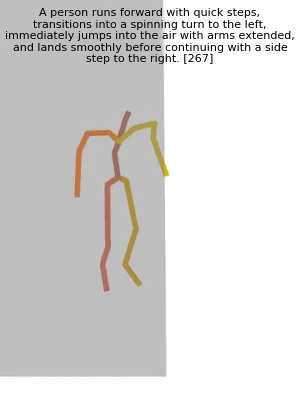 A person runs forward with quick steps,
transitions into a spinning turn to the left,
immediately jumps into the air with arms extended,
and lands smoothly before continuing with a side
step to the right. [267]